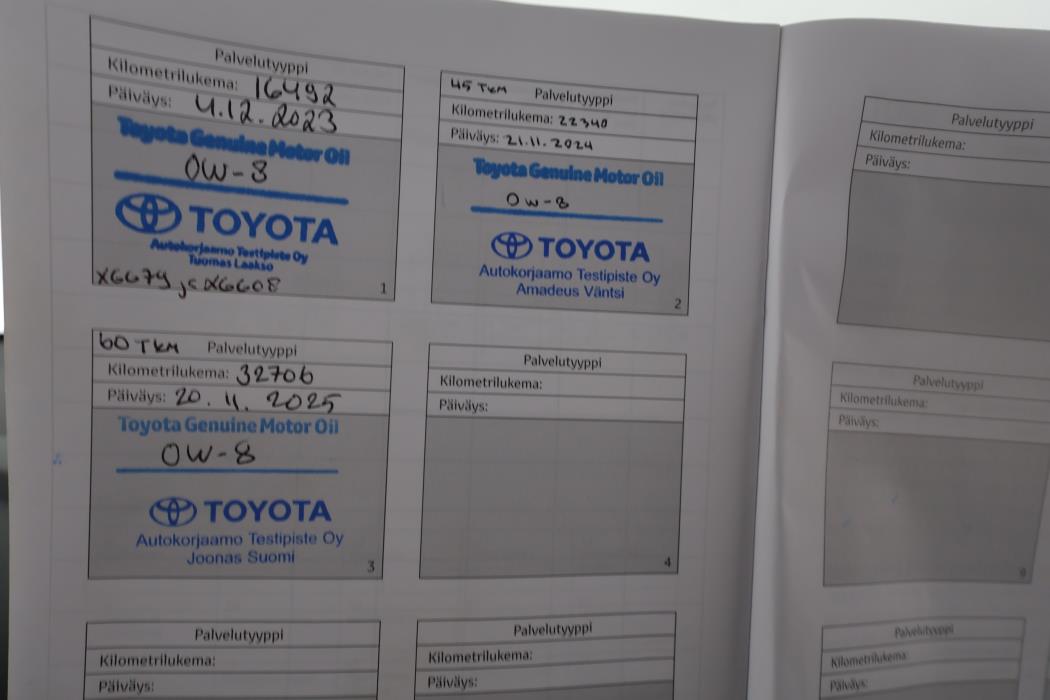 Palvelutyyppi
Kilometrilukema: 16492
Päiväys: 4.12.2023
Toyota Genuine Motor Oil
0W-8
TOYOTA
Autokorjaamo Testipiste Oy
Tuomas Laakso
XGG79 ja XGG08
1
45 TKM Palvelutyyppi
Kilometrilukema: 22340
Päiväys: 21.11.2024
Toyota Genuine Motor Oil
0W-8
TOYOTA
Autokorjaamo Testipiste Oy
Amadeus Väntsi
2
60 TKM Palvelutyyppi
Kilometrilukema: 32706
Päiväys: 20.11.2025
Toyota Genuine Motor Oil
0W-8
TOYOTA
Autokorjaamo Testipiste Oy
Joonas Suomi
3
Palvelutyyppi
Kilometrilukema:
Päiväys:
4
Palvelutyyppi
Kilometrilukema:
Päiväys:
Palvelutyyppi
Kilometrilukema:
Päiväys:
Palvelutyyppi
Kilometrilukema:
Päiväys:
Palvelutyyppi
Kilometrilukema:
Päiväys:
9
Palvelutyyppi
Kilometrilukema:
Päiväys: